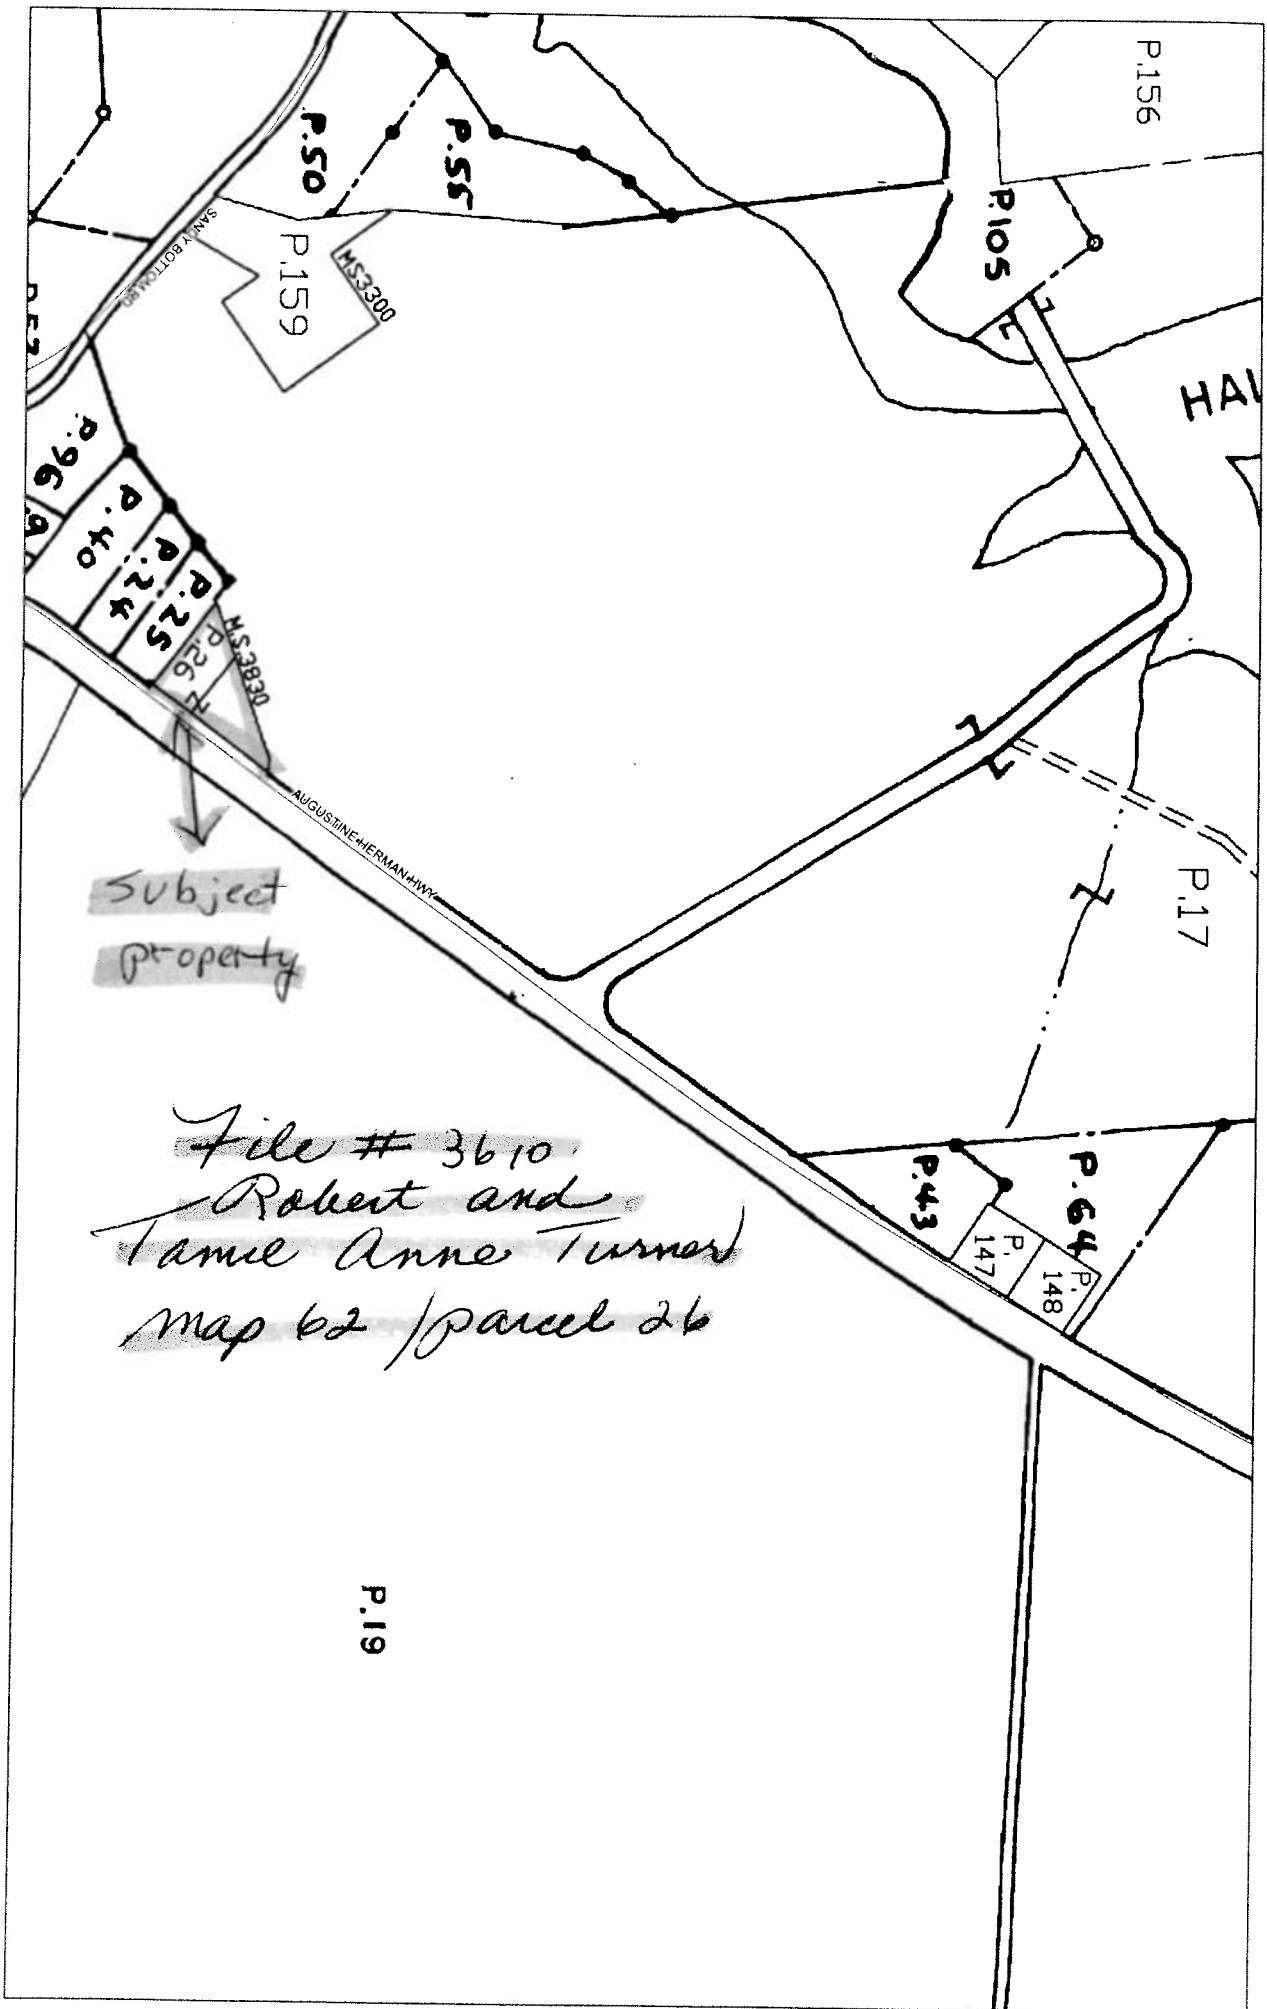 P.156
P.50
P.55
P.105
SANDY BOTTOM RD
P.159
MS3300
P.96
P.40
P.24
P.25
P.26
M.S.3830
AUGUSTINE HERMAN HWY
P.17
Subject
property
P.43
P.64
P.
147
P.
148
File # 3610
Robert and
Tamie Anne Turner
Map 62 / parcel 26
P.19